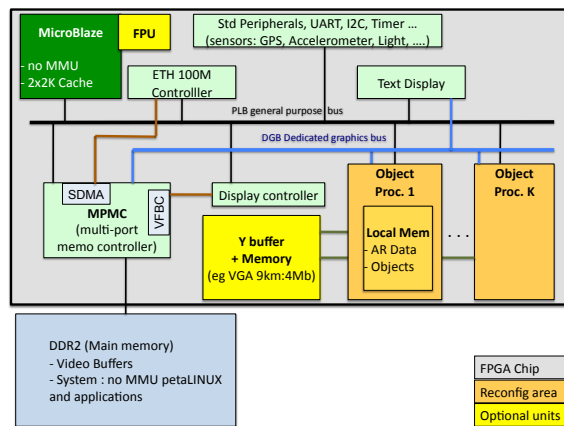 MicroBlaze
FPU
- no MMU
- 2x2K Cache
Std Peripherals, UART, I2C, Timer ...
(sensors: GPS, Accelerometer, Light, ....)
ETH 100M
Controlller
Text Display
PLB general purpose bus
DGB Dedicated graphics bus
SDMA
MPMC
(multi-port
memo controller)
VFBC
Display controller
Object
Proc. 1
Object
Proc. K
Y buffer
+ Memory
(eg VGA 9km:4Mb)
Local Mem
- AR Data
- Objects
. . .
DDR2 (Main memory)
- Video Buffers
- System : no MMU petaLINUX
and applications
FPGA Chip
Reconfig area
Optional units